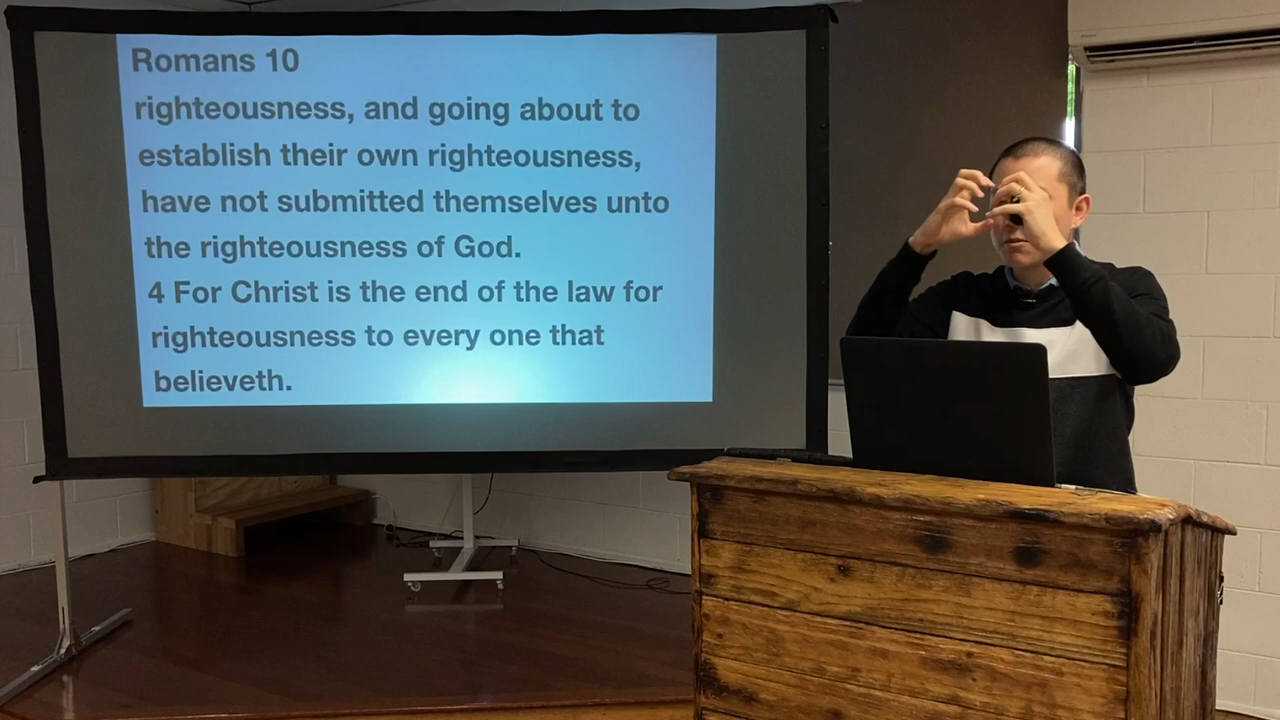 Romans 10
righteousness, and going about to
establish their own righteousness,
have not submitted themselves unto
the righteousness of God.
4 For Christ is the end of the law for
righteousness to every one that
believeth.